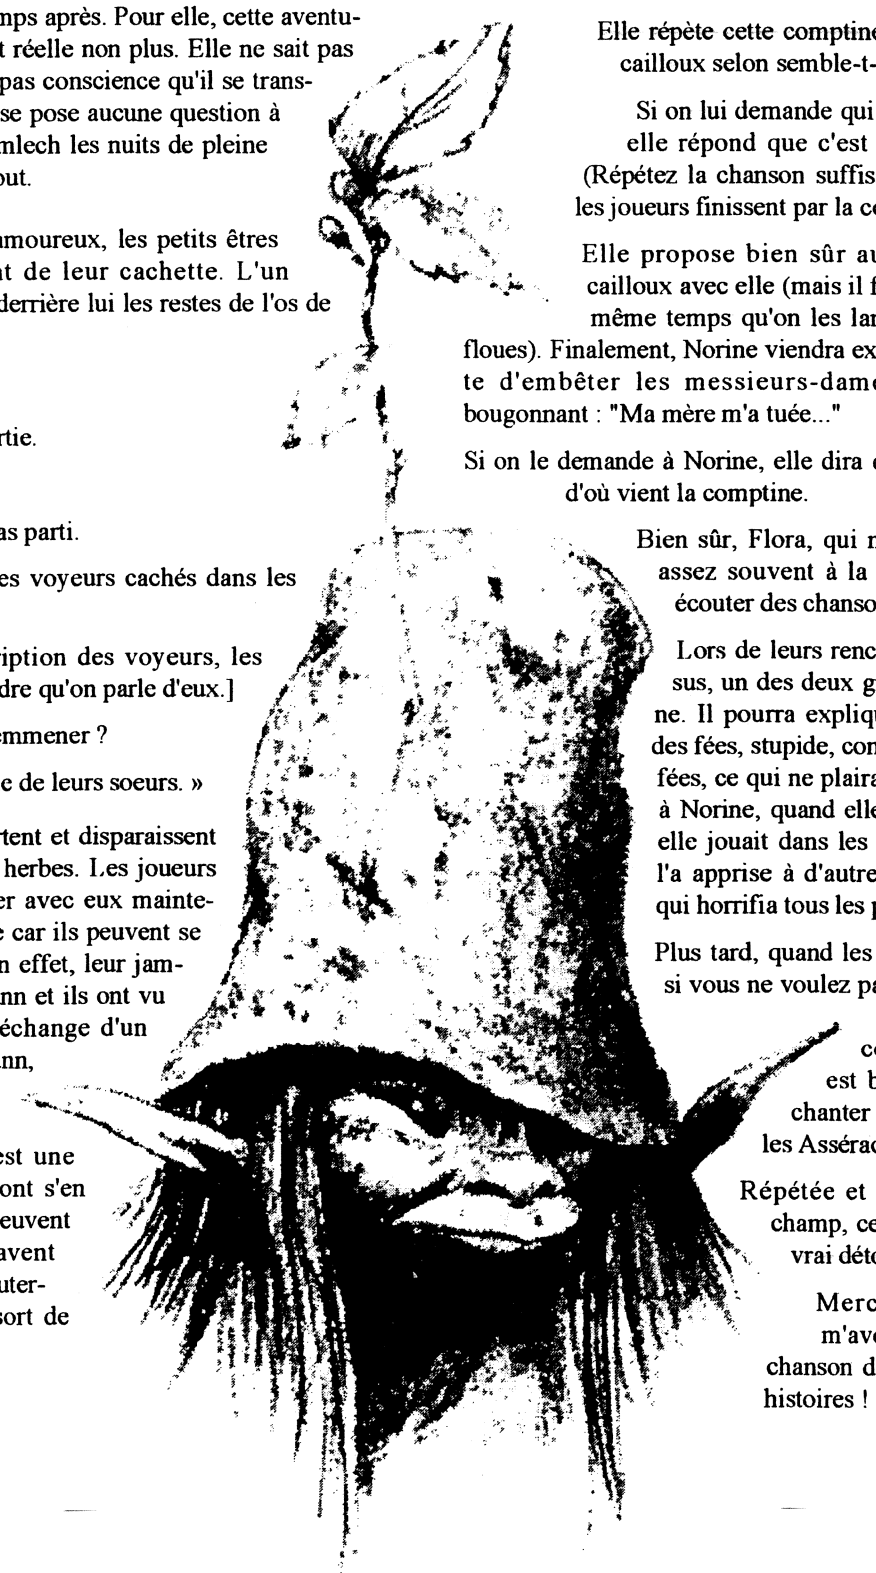 mps après. Pour elle, cette aventu-
t réelle non plus. Elle ne sait pas
pas conscience qu'il se trans-
se pose aucune question à
mlech les nuits de pleine
out.
amoureux, les petits êtres
nt de leur cachette. L'un
derrière lui les restes de l'os de
rtie.
as parti.
es voyeurs cachés dans les
ription des voyeurs, les
dre qu'on parle d'eux.]
emmener ?
e de leurs soeurs. »
rtent et disparaissent
herbes. Les joueurs
er avec eux mainte-
e car ils peuvent se
n effet, leur jam-
nn et ils ont vu
échange d'un
ann,
est une
ont s'en
euvent
avent
uter-
sort de
Elle répète cette comptine
cailloux selon semble-t-
Si on lui demande qui
elle répond que c'est
(Répétez la chanson suffis
les joueurs finissent par la co
Elle propose bien sûr au
cailloux avec elle (mais il f
même temps qu'on les lan
floues). Finalement, Norine viendra ex
te d'embêter les messieurs-dame
bougonnant : "Ma mère m'a tuée..."
Si on le demande à Norine, elle dira
d'où vient la comptine.
Bien sûr, Flora, qui n
assez souvent à la
écouter des chanso
Lors de leurs renc
sus, un des deux g
ne. Il pourra expliqu
des fées, stupide, con
fées, ce qui ne plaira
à Norine, quand elle
elle jouait dans les
l'a apprise à d'autre
qui horrifia tous les p
Plus tard, quand les
si vous ne voulez pa
co
est b
chanter
les Assérac
Répétée et
champ, ce
vrai déto
Merc
m'avo
chanson d
histoires !